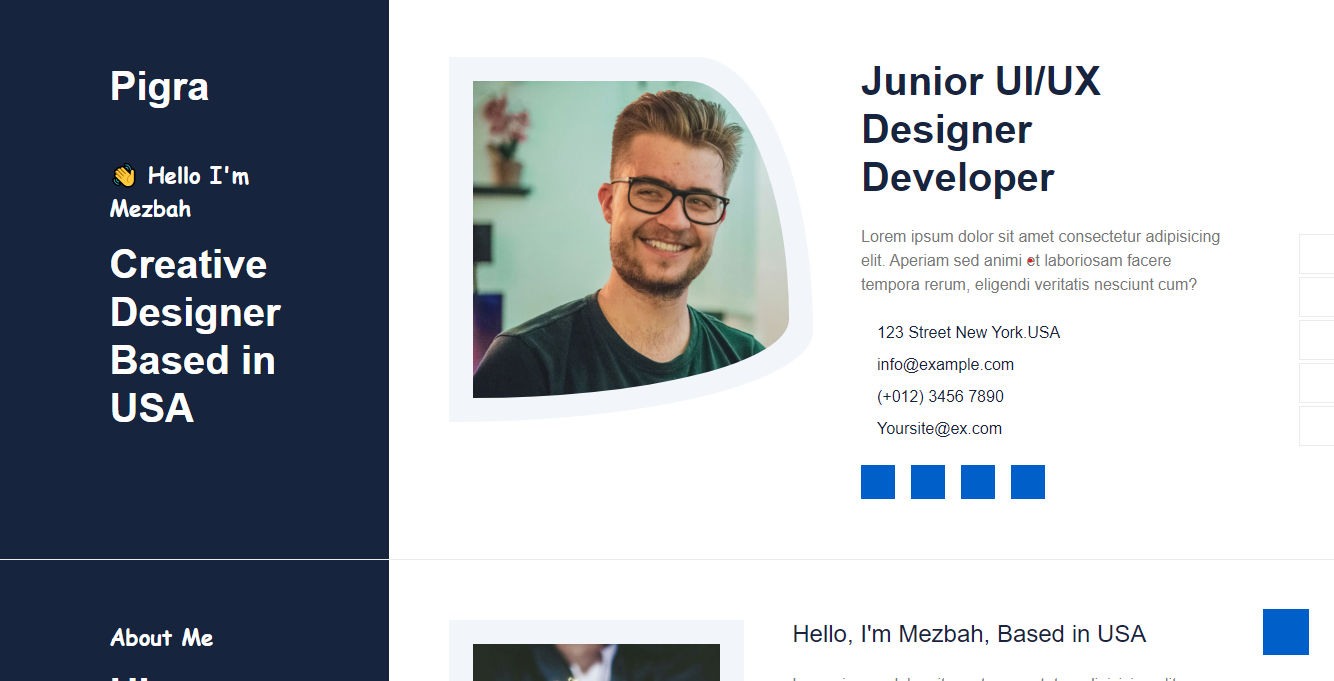 Pigra
👋 Hello I'm
Mezbah
Creative
Designer
Based in
USA
Junior UI/UX
Designer
Developer
Lorem ipsum dolor sit amet consectetur adipisicing
elit. Aperiam sed animi et laboriosam facere
tempora rerum, eligendi veritatis nesciunt cum?
123 Street New York.USA
info@example.com
(+012) 3456 7890
Yoursite@ex.com
About Me
Hello, I'm Mezbah, Based in USA